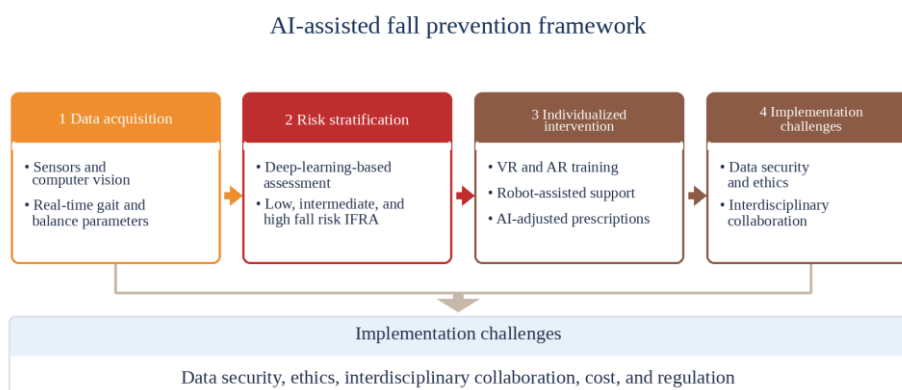 AI-assisted fall prevention framework
1 Data acquisition
• Sensors and
computer vision
• Real-time gait and
balance parameters
2 Risk stratification
• Deep-learning-based
assessment
• Low, intermediate, and
high fall risk IFRA
3 Individualized
intervention
• VR and AR training
• Robot-assisted support
• AI-adjusted prescriptions
4 Implementation
challenges
• Data security
and ethics
• Interdisciplinary
collaboration
Implementation challenges
Data security, ethics, interdisciplinary collaboration, cost, and regulation